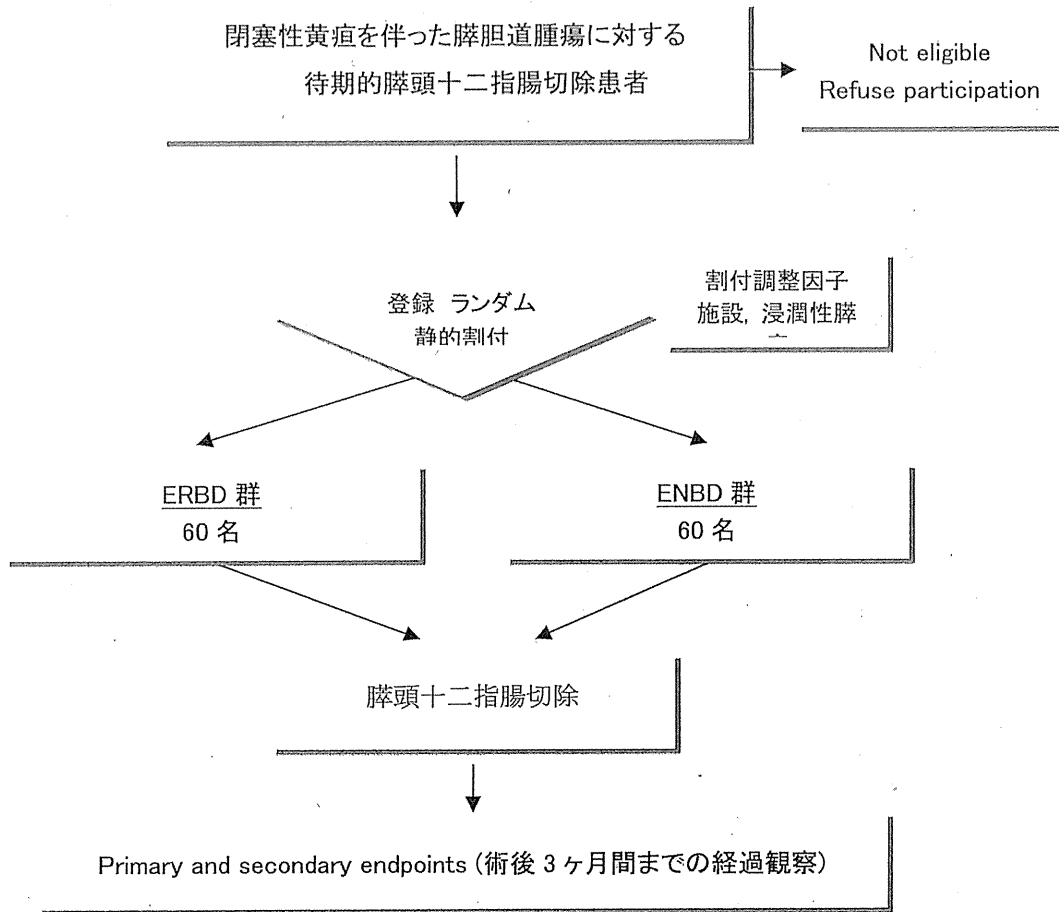 閉塞性黄疸を伴った膵胆道腫瘍に対する
待期的膵頭十二指腸切除患者
Not eligible
Refuse participation
登録 ランダム
静的割付
割付調整因子
施設, 浸潤性膵
ERBD 群
60 名
ENBD 群
60 名
膵頭十二指腸切除
Primary and secondary endpoints (術後 3 ヶ月間までの経過観察)